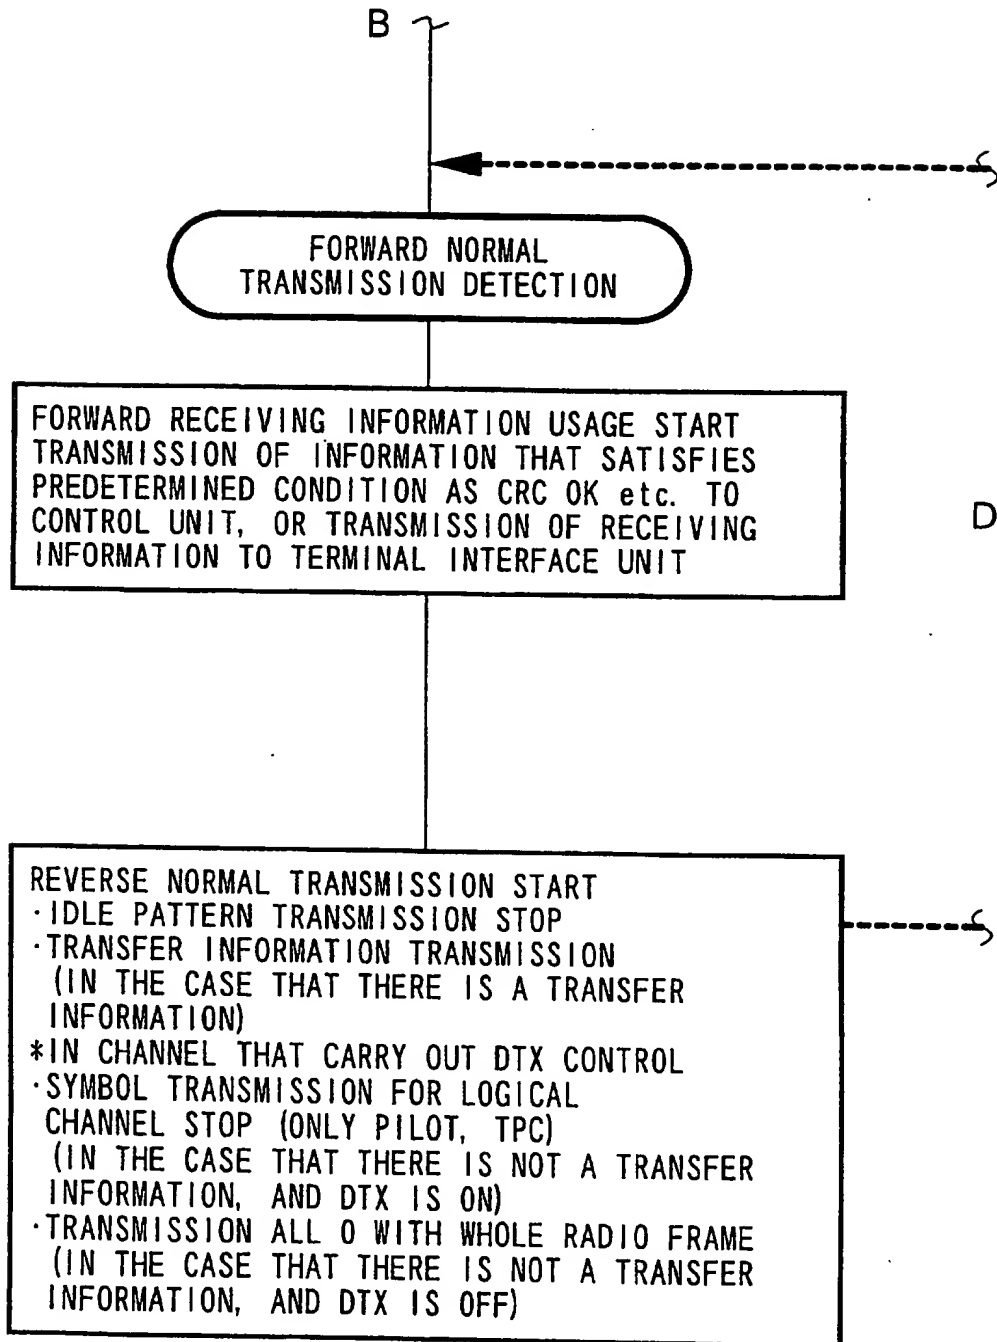 B
FORWARD NORMAL
TRANSMISSION DETECTION
FORWARD RECEIVING INFORMATION USAGE START
TRANSMISSION OF INFORMATION THAT SATISFIES
PREDETERMINED CONDITION AS CRC OK etc. TO
CONTROL UNIT, OR TRANSMISSION OF RECEIVING
INFORMATION TO TERMINAL INTERFACE UNIT
D
REVERSE NORMAL TRANSMISSION START
·IDLE PATTERN TRANSMISSION STOP
·TRANSFER INFORMATION TRANSMISSION
(IN THE CASE THAT THERE IS A TRANSFER
INFORMATION)
*IN CHANNEL THAT CARRY OUT DTX CONTROL
·SYMBOL TRANSMISSION FOR LOGICAL
CHANNEL STOP (ONLY PILOT, TPC)
(IN THE CASE THAT THERE IS NOT A TRANSFER
INFORMATION, AND DTX IS ON)
·TRANSMISSION ALL 0 WITH WHOLE RADIO FRAME
(IN THE CASE THAT THERE IS NOT A TRANSFER
INFORMATION, AND DTX IS OFF)